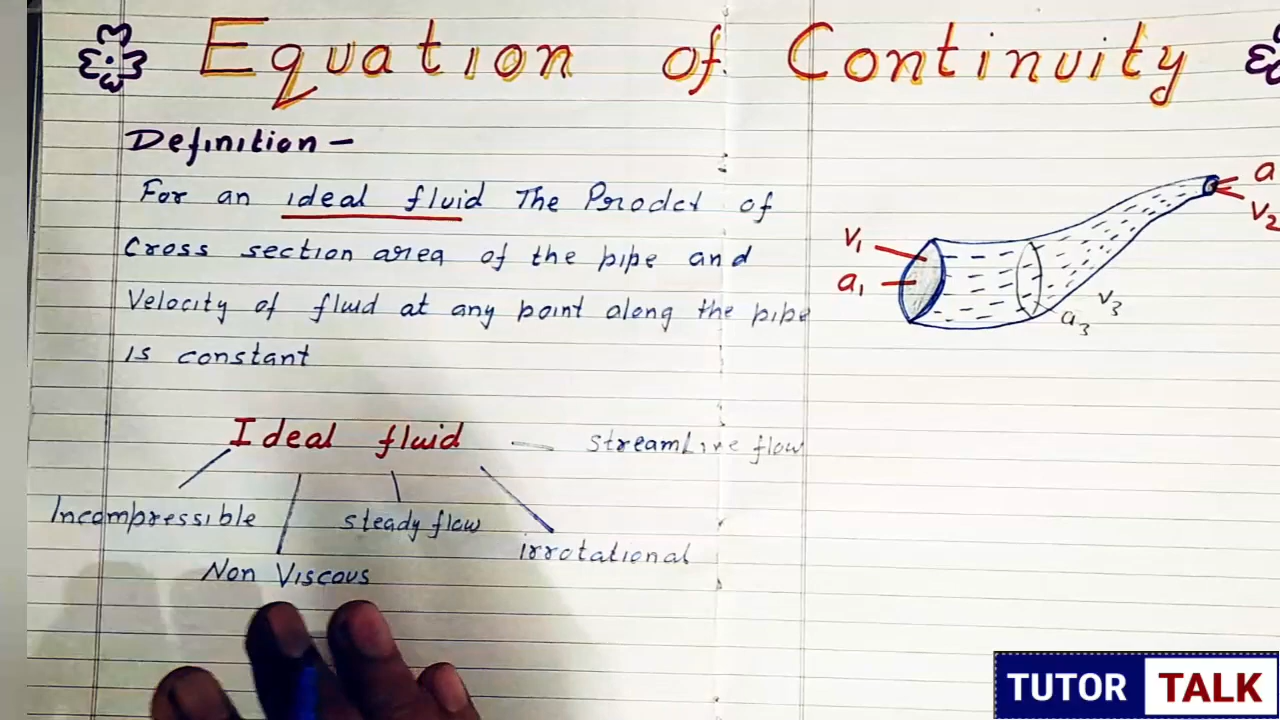 Equation of Continuity
Definition -
For an ideal fluid The Prodct of
Cross section area of the pipe and
Velocity of fluid at any point along the pipe
is constant
V1
a1
a
V2
V3
a3
Ideal fluid
StreamLine flow
Incompressible
Steady flow
irrotational
Non Viscous
TUTOR TALK